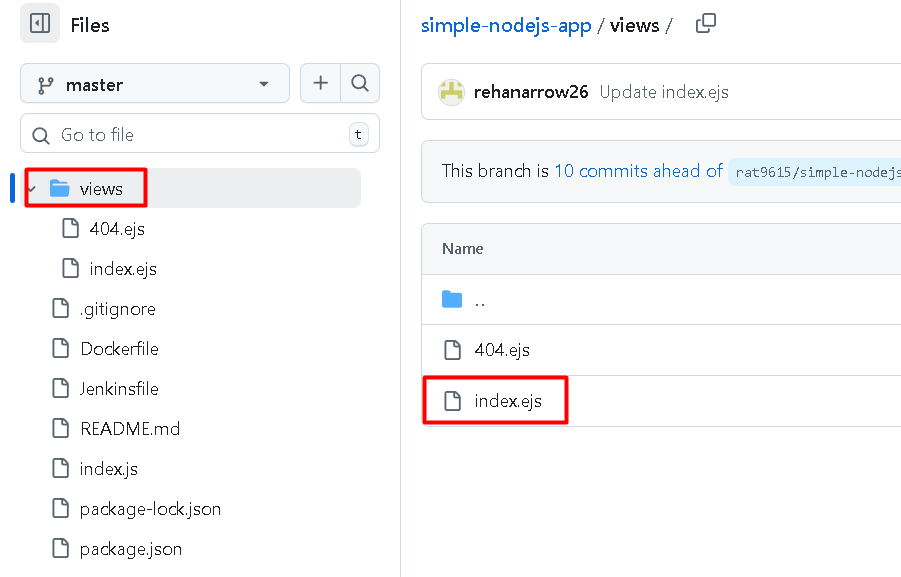 Files
master
Go to file
t
views
404.ejs
index.ejs
.gitignore
Dockerfile
Jenkinsfile
README.md
index.js
package-lock.json
package.json
simple-nodejs-app / views /
rehanarrow26 Update index.ejs
This branch is 10 commits ahead of rat9615/simple-nodejs
Name
..
404.ejs
index.ejs